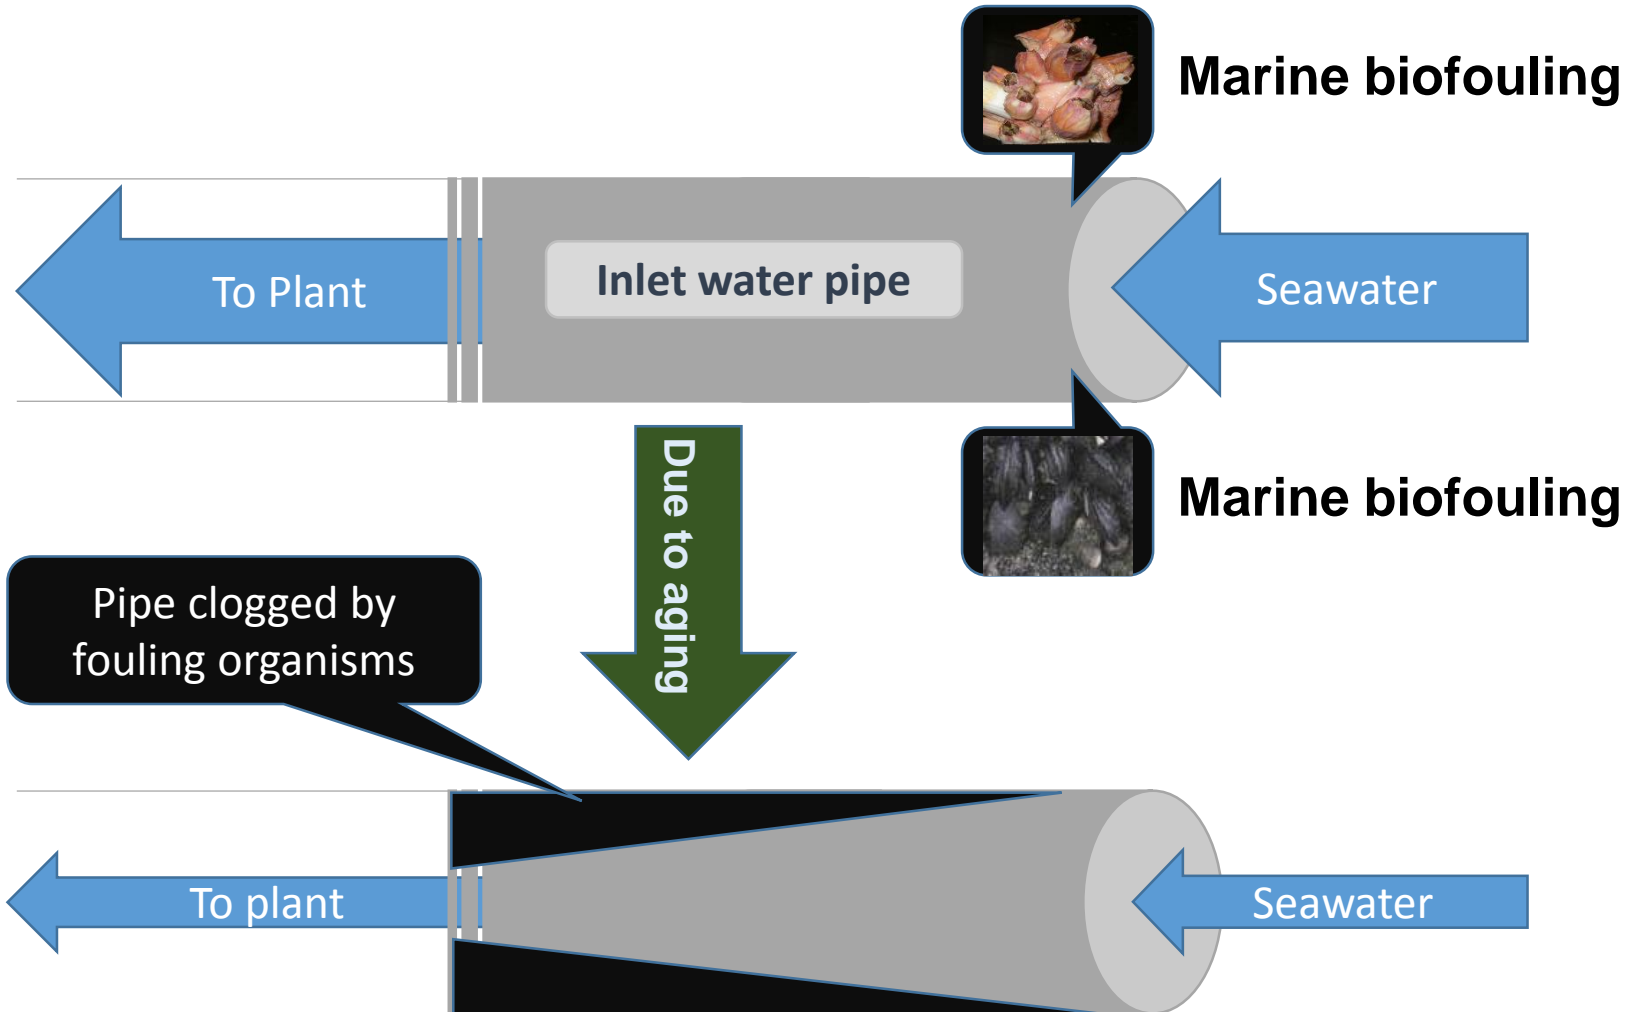 Marine biofouling
To Plant
Inlet water pipe
Seawater
Due to aging
Marine biofouling
Pipe clogged by
fouling organisms
To plant
Seawater